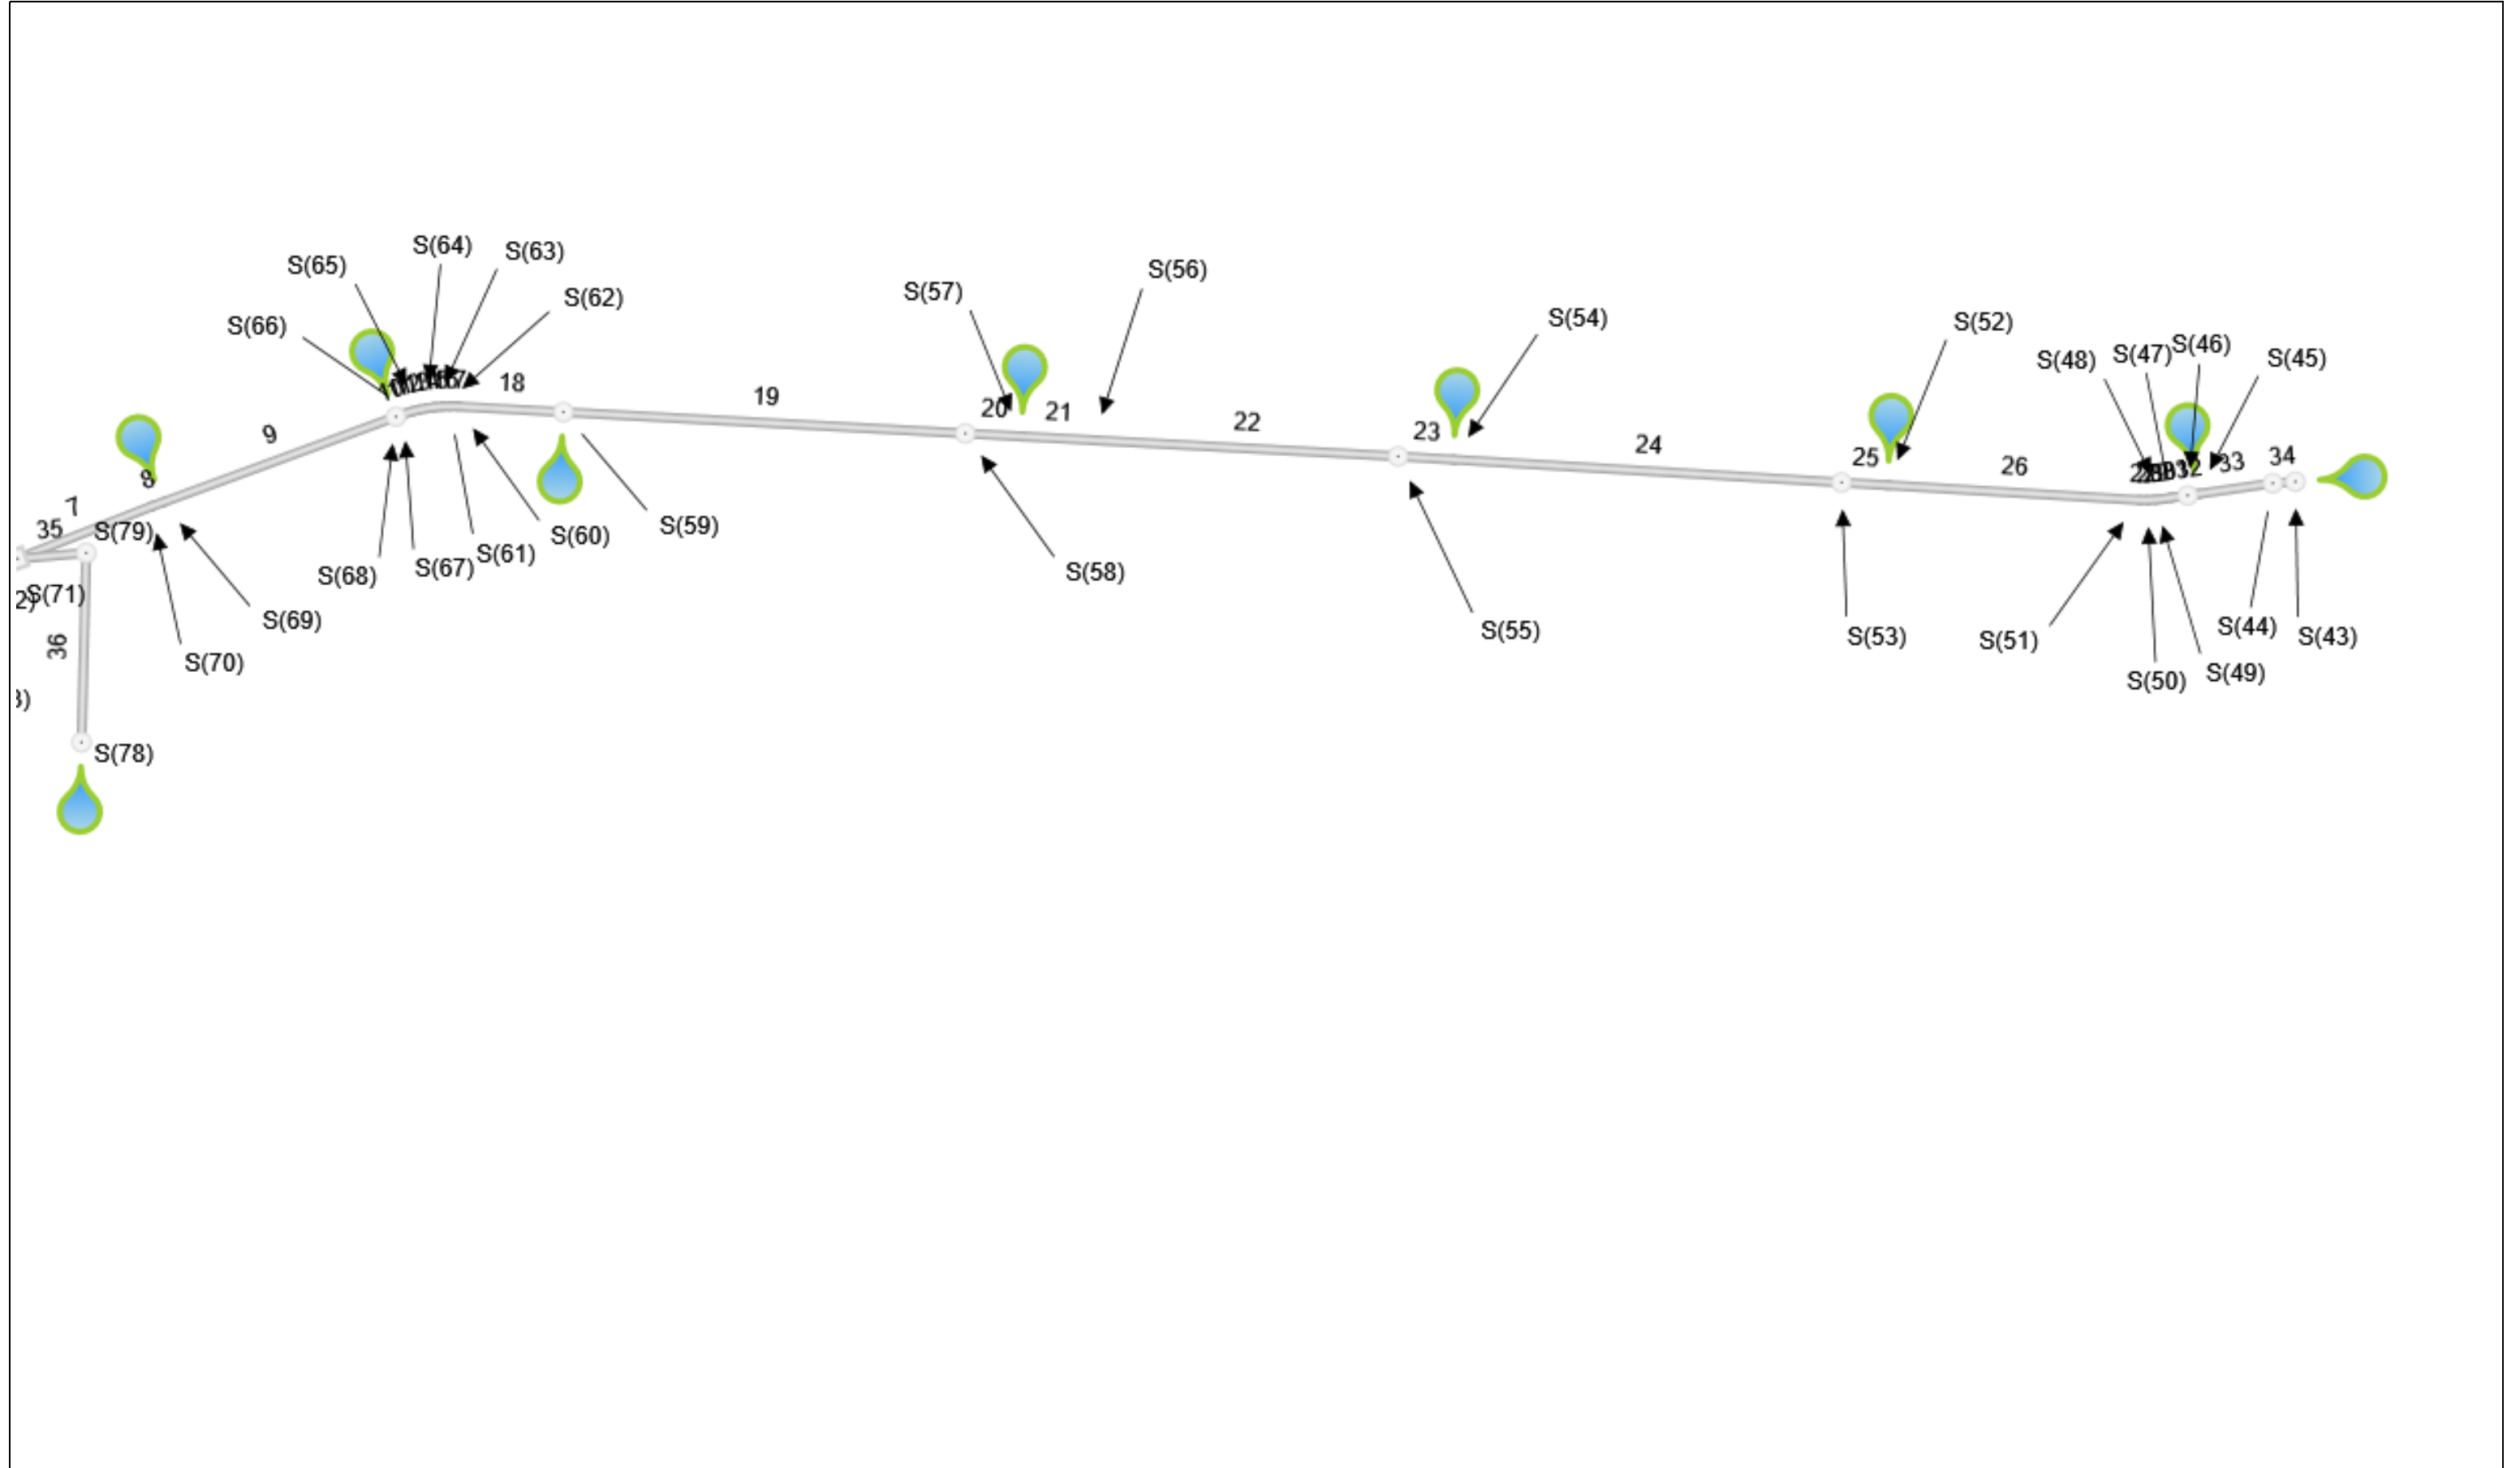 S(64)
S(63)
S(65)
S(56)
S(57)
S(62)
S(54)
S(52)
S(66)
S(46)
S(47)
S(48)
S(45)
18
19
20
21
22
23
9
24
25
26
33
34
8
7
35
S(79)
S(59)
S(60)
S(61)
S(67)
S(68)
S(58)
S(71)
S(69)
S(44)
S(43)
S(55)
S(53)
S(51)
36
S(70)
S(49)
S(50)
S(78)